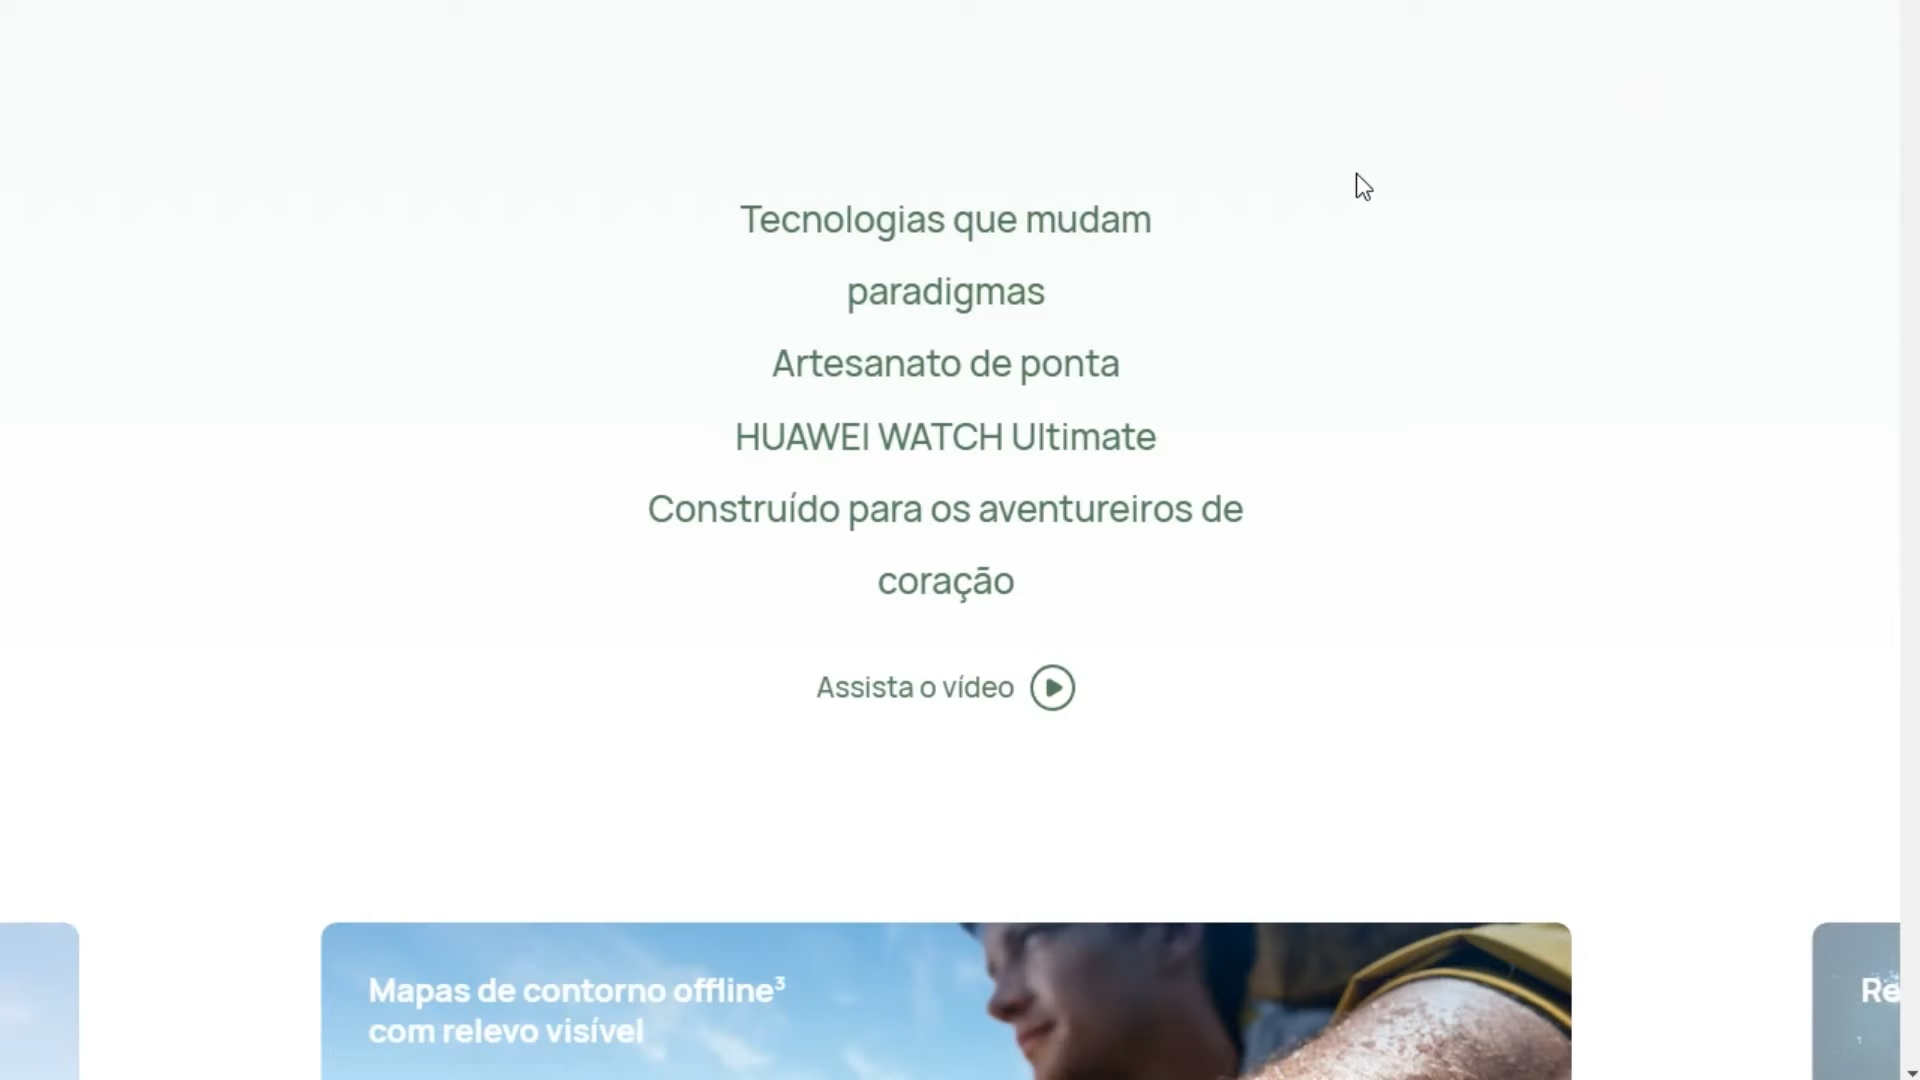 Tecnologias que mudam
paradigmas
Artesanato de ponta
HUAWEI WATCH Ultimate
Construído para os aventureiros de
coração
Assista o vídeo
Mapas de contorno offline³
com relevo visível
Re